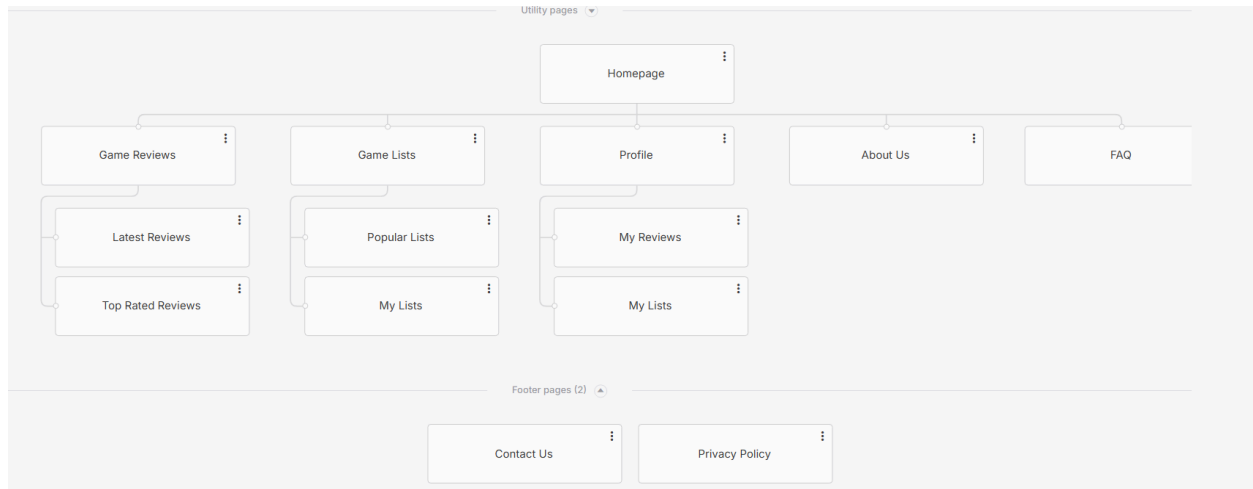 Utility pages
Homepage
Game Reviews
Game Lists
Profile
About Us
FAQ
Latest Reviews
Popular Lists
My Reviews
Top Rated Reviews
My Lists
My Lists
Footer pages (2)
Contact Us
Privacy Policy